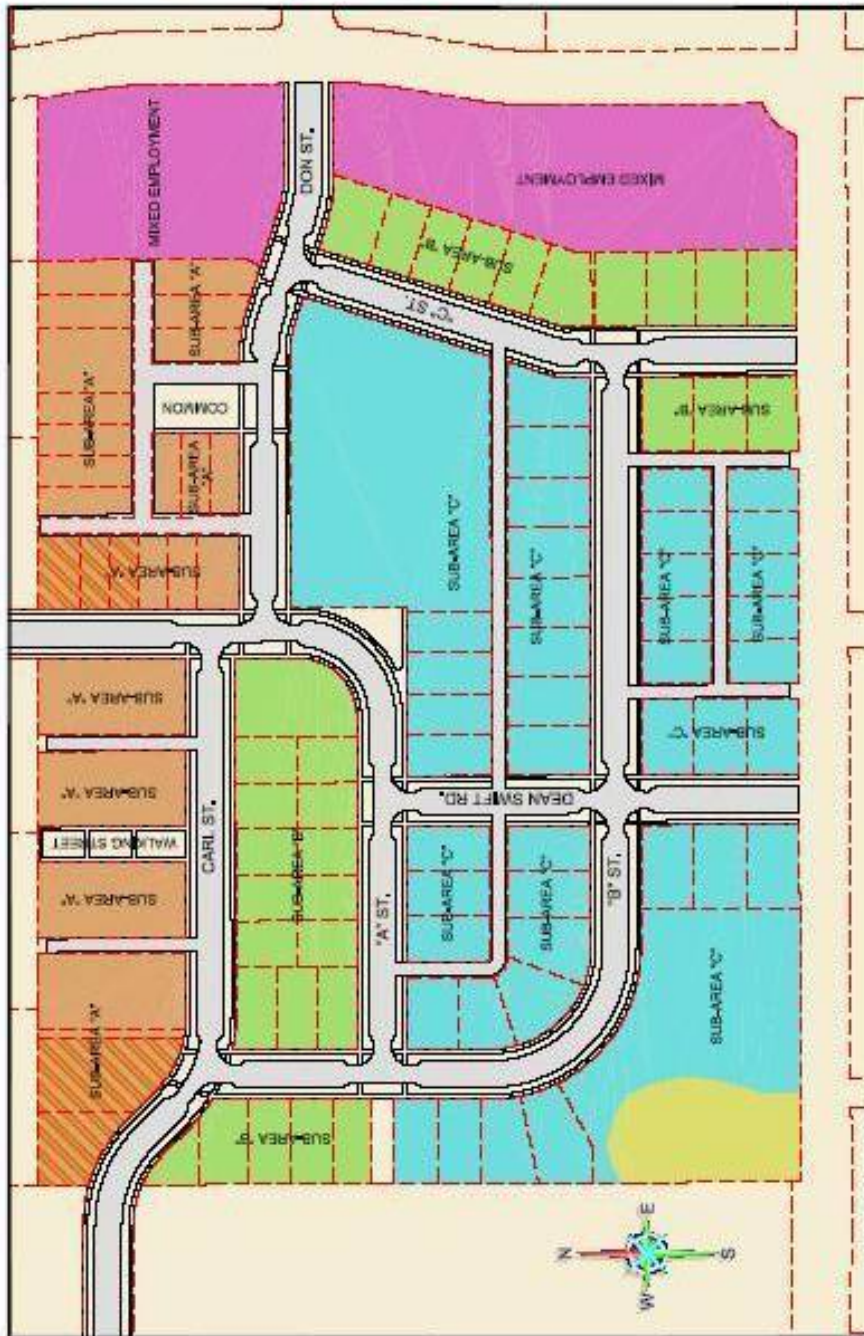 SUB-AREA "A"
SUB-AREA "A"
WALKING STREET
SUB-AREA "A"
SUB-AREA "A"
SUB-AREA "A"
SUB-AREA "A"
SUB-AREA
"A"
COMMON
SUB-AREA "A"
MIXED EMPLOYMENT
CARL ST.
DON ST.
SUB-AREA "B"
SUB-AREA "B"
"A" ST.
SUB-AREA "C"
DEAN SWIFT RD.
SUB-AREA "C"
"C" ST.
SUB-AREA "B"
MIXED EMPLOYMENT
SUB-AREA "C"
SUB-AREA "C"
"B" ST.
SUB-AREA "C"
SUB-AREA "C"
SUB-AREA "C"
SUB-AREA "C"
SUB-AREA "B"
N
W
E
S